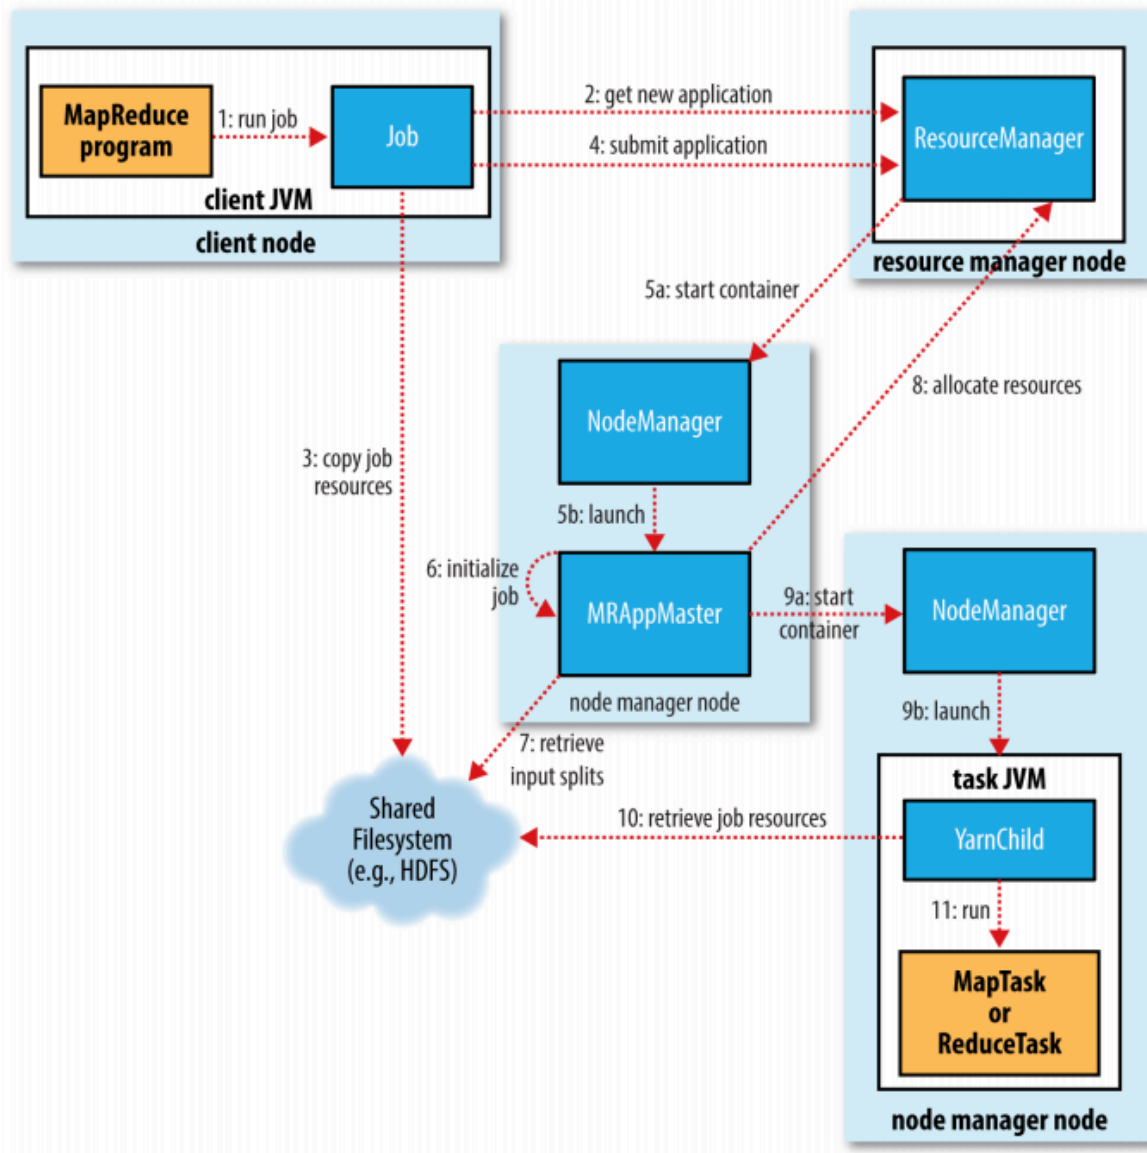 MapReduce
program
1: run job
Job
client JVM
client node
2: get new application
4: submit application
ResourceManager
resource manager node
5a: start container
8: allocate resources
3: copy job
resources
NodeManager
5b: launch
6: initialize
job
MRAppMaster
node manager node
9a: start
container
NodeManager
9b: launch
7: retrieve
input splits
Shared
Filesystem
(e.g., HDFS)
10: retrieve job resources
task JVM
YarnChild
11: run
MapTask
or
ReduceTask
node manager node